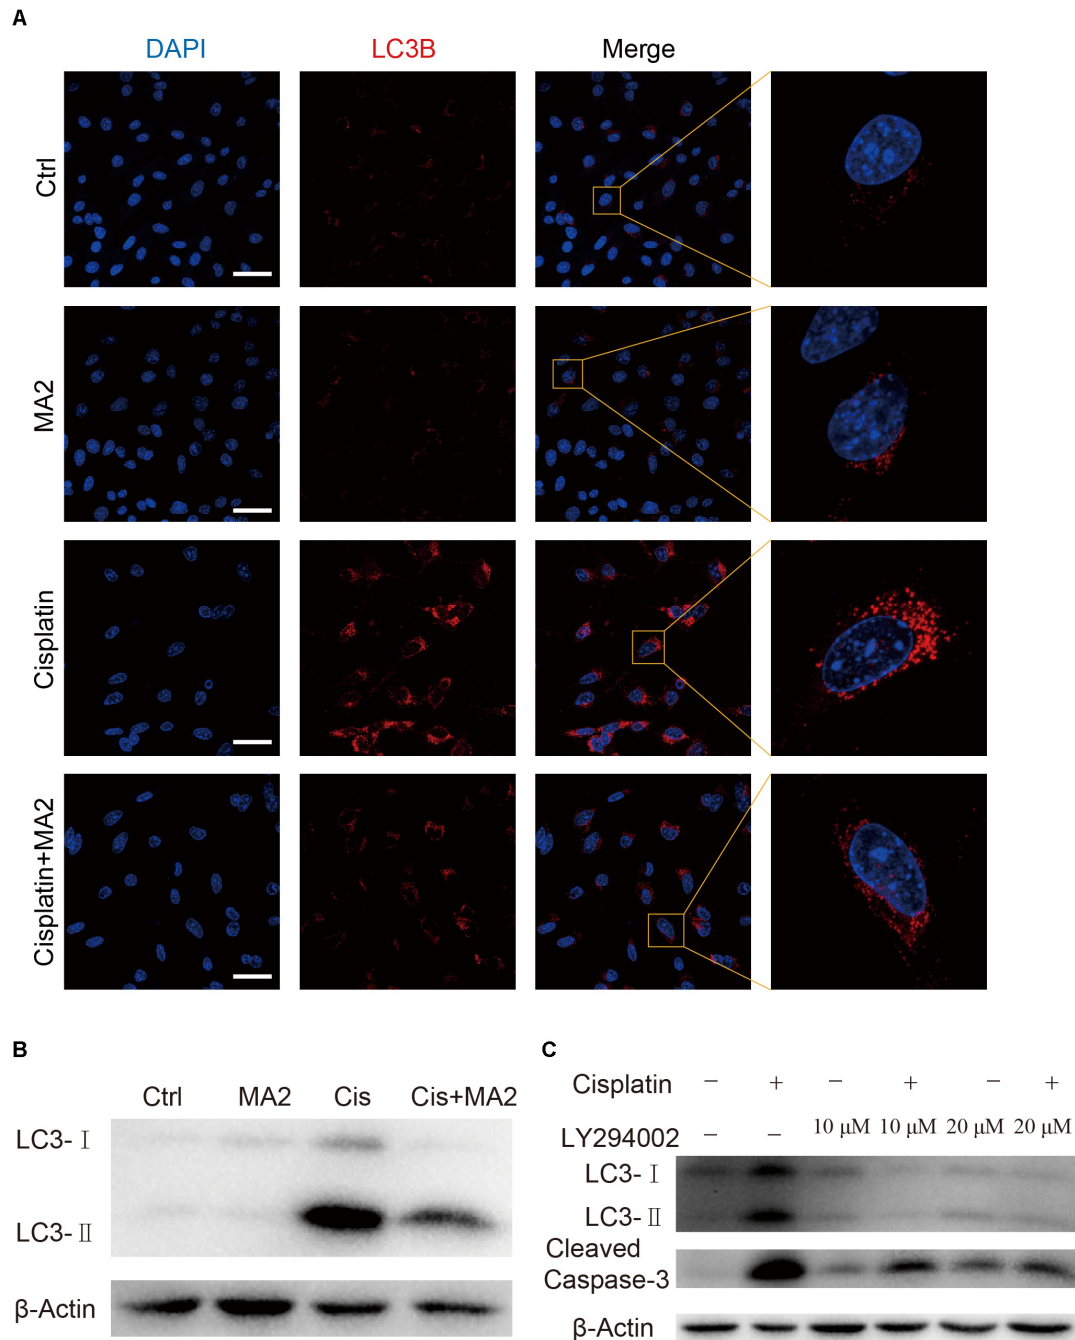 A
DAPI LC3B Merge
Ctrl
MA2
Cisplatin
Cisplatin+MA2
B
Ctrl MA2 Cis Cis+MA2
LC3-Ⅰ
LC3-Ⅱ
β-Actin
C
Cisplatin − + − + − +
LY294002 − − 10 μM 10 μM 20 μM 20 μM
LC3-Ⅰ
LC3-Ⅱ
Cleaved
Caspase-3
β-Actin